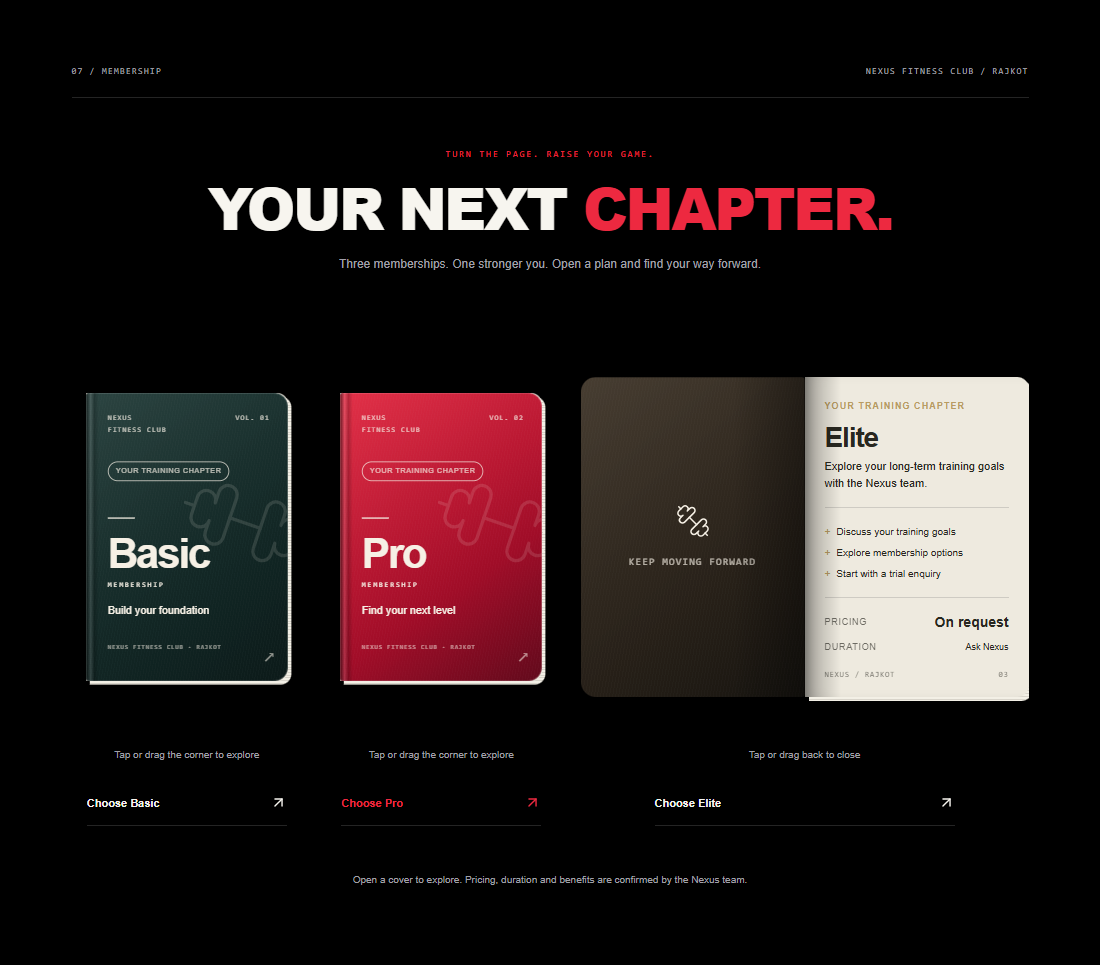 07 / MEMBERSHIP
NEXUS FITNESS CLUB / RAJKOT
TURN THE PAGE. RAISE YOUR GAME.
YOUR NEXT CHAPTER.
Three memberships. One stronger you. Open a plan and find your way forward.
NEXUS
FITNESS CLUB
VOL. 01
YOUR TRAINING CHAPTER
Basic
MEMBERSHIP
Build your foundation
NEXUS FITNESS CLUB - RAJKOT
Tap or drag the corner to explore
Choose Basic
NEXUS
FITNESS CLUB
VOL. 02
YOUR TRAINING CHAPTER
Pro
MEMBERSHIP
Find your next level
NEXUS FITNESS CLUB - RAJKOT
Tap or drag the corner to explore
Choose Pro
KEEP MOVING FORWARD
YOUR TRAINING CHAPTER
Elite
Explore your long-term training goals
with the Nexus team.
+ Discuss your training goals
+ Explore membership options
+ Start with a trial enquiry
PRICING On request
DURATION Ask Nexus
NEXUS / RAJKOT 03
Tap or drag back to close
Choose Elite
Open a cover to explore. Pricing, duration and benefits are confirmed by the Nexus team.